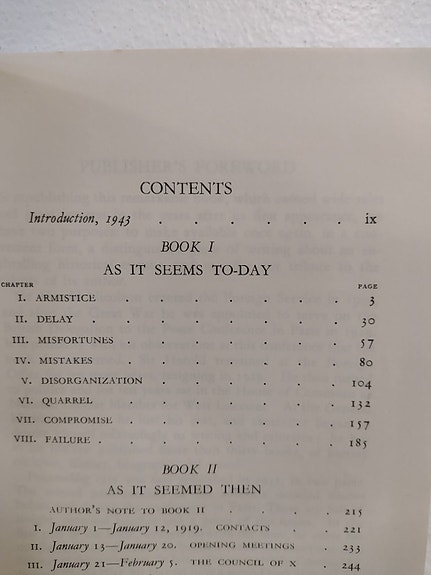 PUBLISHER'S FOREWORD
CONTENTS
Introduction, 1943 . . . . . . ix
BOOK I
AS IT SEEMS TO-DAY
CHAPTER PAGE
I. ARMISTICE . . . . . . 3
II. DELAY . . . . . . 30
III. MISFORTUNES . . . . . . 57
IV. MISTAKES . . . . . . 80
V. DISORGANIZATION . . . . . 104
VI. QUARREL . . . . . . 132
VII. COMPROMISE . . . . . . 157
VIII. FAILURE . . . . . . . 185
BOOK II
AS IT SEEMED THEN
AUTHOR'S NOTE TO BOOK II . . . . 215
I. January 1—January 12, 1919. CONTACTS . . 221
II. January 13—January 20. OPENING MEETINGS . 233
III. January 21—February 5. THE COUNCIL OF X . 244